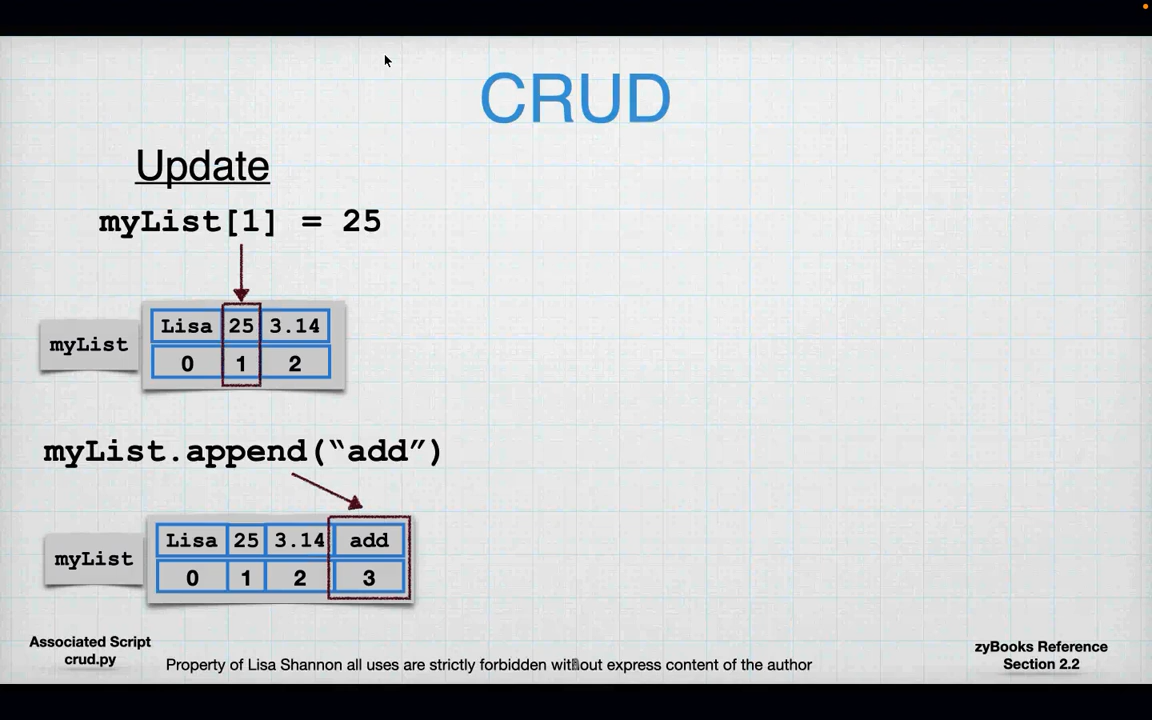 CRUD
Update
myList[1] = 25
Lisa 25 3.14
myList
0 1 2
myList.append(“add”)
Lisa 25 3.14 add
myList
0 1 2 3
Associated Script
crud.py
Property of Lisa Shannon all uses are strictly forbidden without express content of the author
zyBooks Reference
Section 2.2